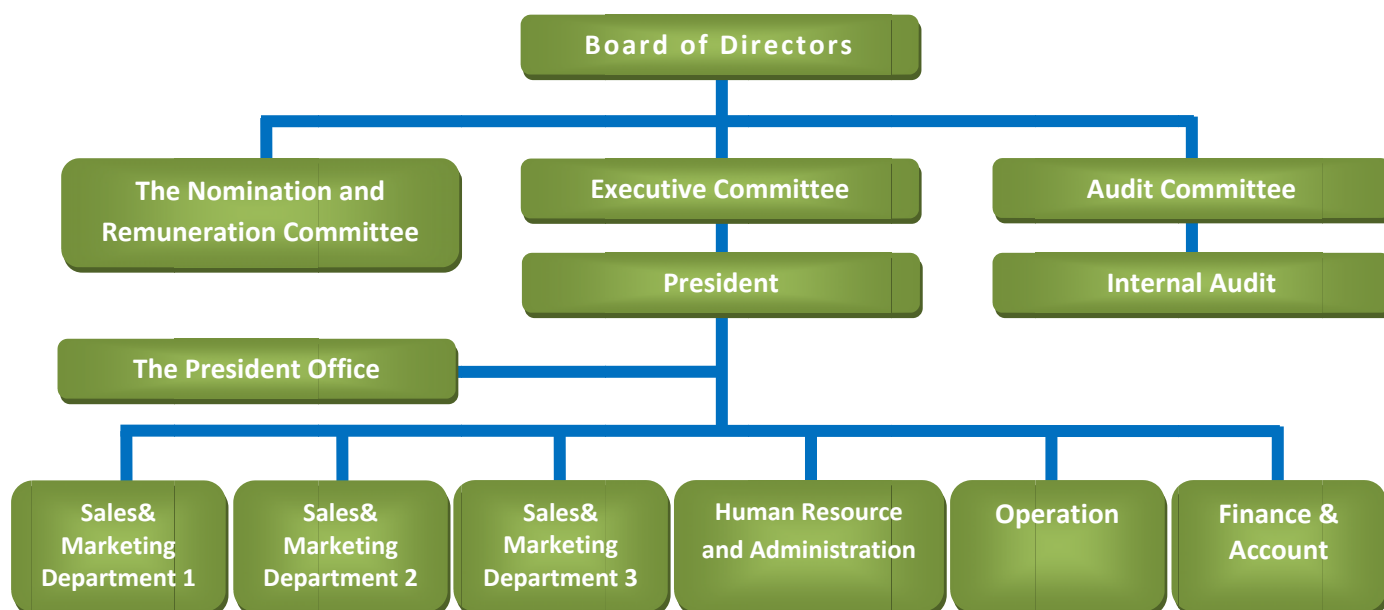 Board of Directors
The Nomination and
Remuneration Committee
Executive Committee
Audit Committee
President
Internal Audit
The President Office
Sales&
Marketing
Department 1
Sales&
Marketing
Department 2
Sales&
Marketing
Department 3
Human Resource
and Administration
Operation
Finance &
Account